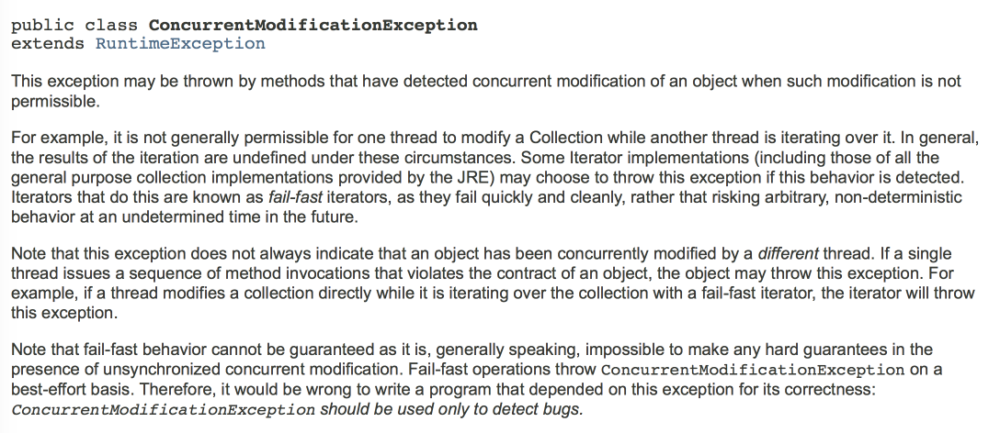 public class ConcurrentModificationException
extends RuntimeException
This exception may be thrown by methods that have detected concurrent modification of an object when such modification is not
permissible.
For example, it is not generally permissible for one thread to modify a Collection while another thread is iterating over it. In general,
the results of the iteration are undefined under these circumstances. Some Iterator implementations (including those of all the
general purpose collection implementations provided by the JRE) may choose to throw this exception if this behavior is detected.
Iterators that do this are known as fail-fast iterators, as they fail quickly and cleanly, rather that risking arbitrary, non-deterministic
behavior at an undetermined time in the future.
Note that this exception does not always indicate that an object has been concurrently modified by a different thread. If a single
thread issues a sequence of method invocations that violates the contract of an object, the object may throw this exception. For
example, if a thread modifies a collection directly while it is iterating over the collection with a fail-fast iterator, the iterator will throw
this exception.
Note that fail-fast behavior cannot be guaranteed as it is, generally speaking, impossible to make any hard guarantees in the
presence of unsynchronized concurrent modification. Fail-fast operations throw ConcurrentModificationException on a
best-effort basis. Therefore, it would be wrong to write a program that depended on this exception for its correctness:
ConcurrentModificationException should be used only to detect bugs.